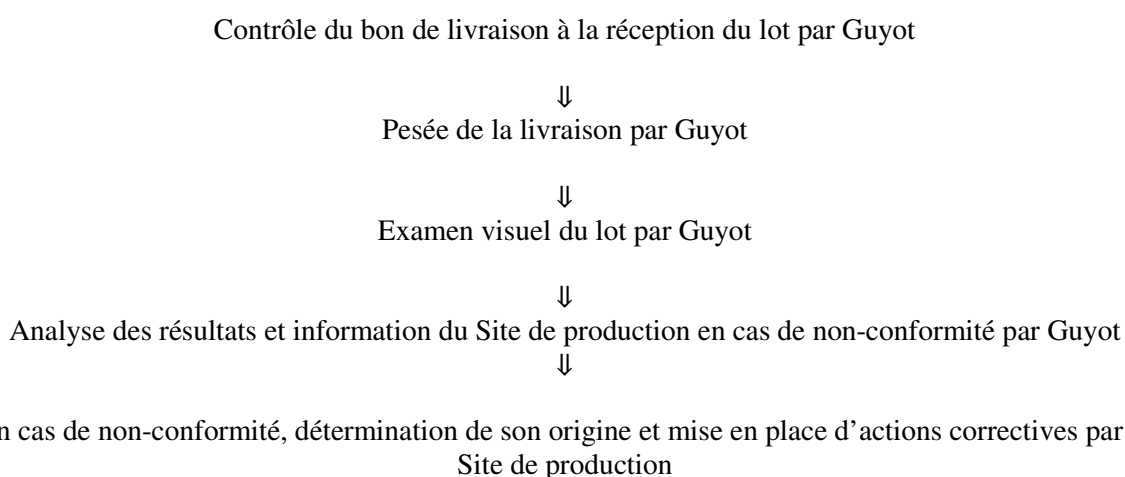 Contrôle du bon de livraison à la réception du lot par Guyot
⇓
Pesée de la livraison par Guyot
⇓
Examen visuel du lot par Guyot
⇓
Analyse des résultats et information du Site de production en cas de non-conformité par Guyot
⇓
n cas de non-conformité, détermination de son origine et mise en place d’actions correctives par
Site de production